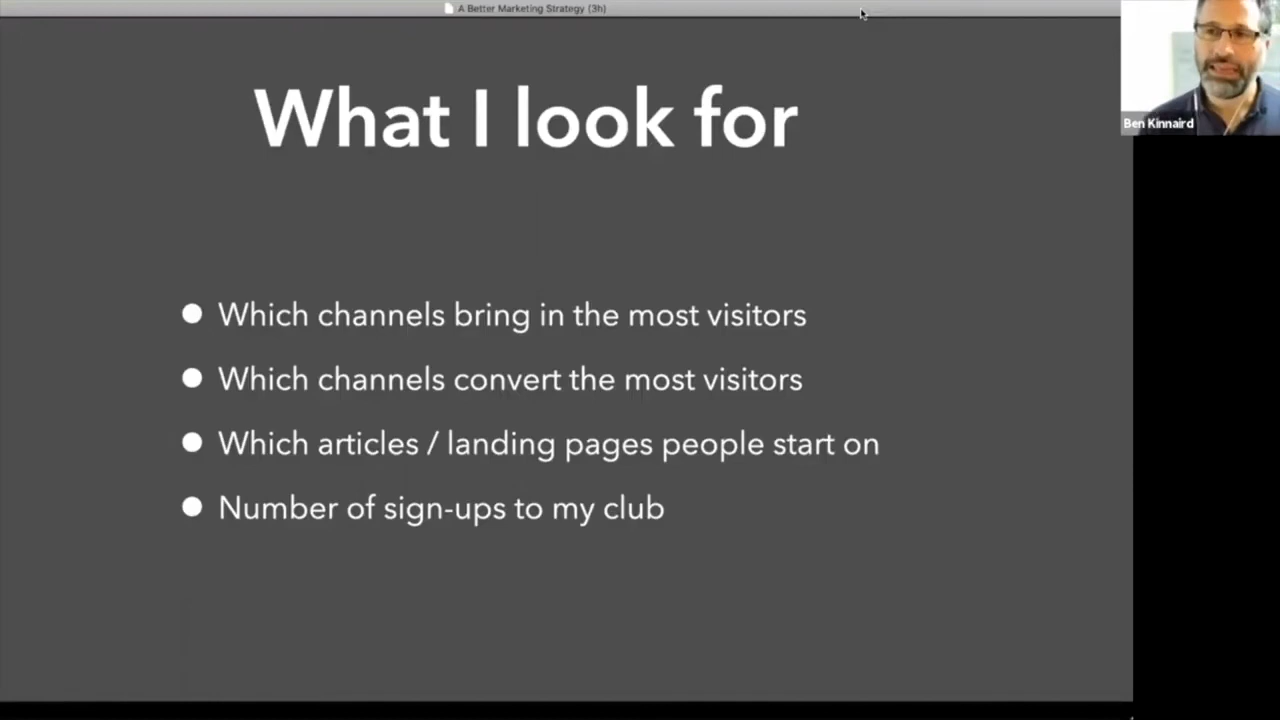 A Better Marketing Strategy (3h)
What I look for
Ben Kinnaird
Which channels bring in the most visitors
Which channels convert the most visitors
Which articles / landing pages people start on
Number of sign-ups to my club